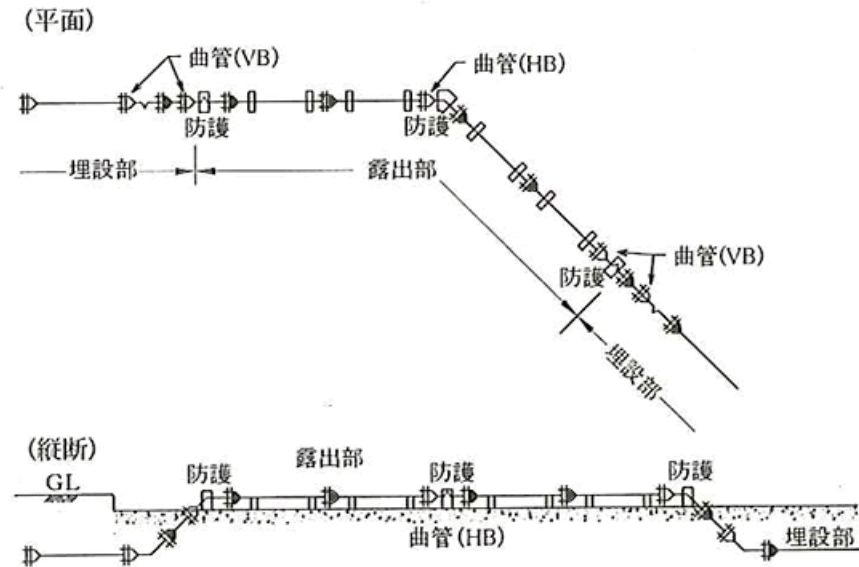 (平面)
曲管(VB)
曲管(HB)
防護
防護
埋設部
露出部
曲管(VB)
防護
埋設部
(縦断)
露出部
防護
防護
防護
GL
曲管(HB)
埋設部